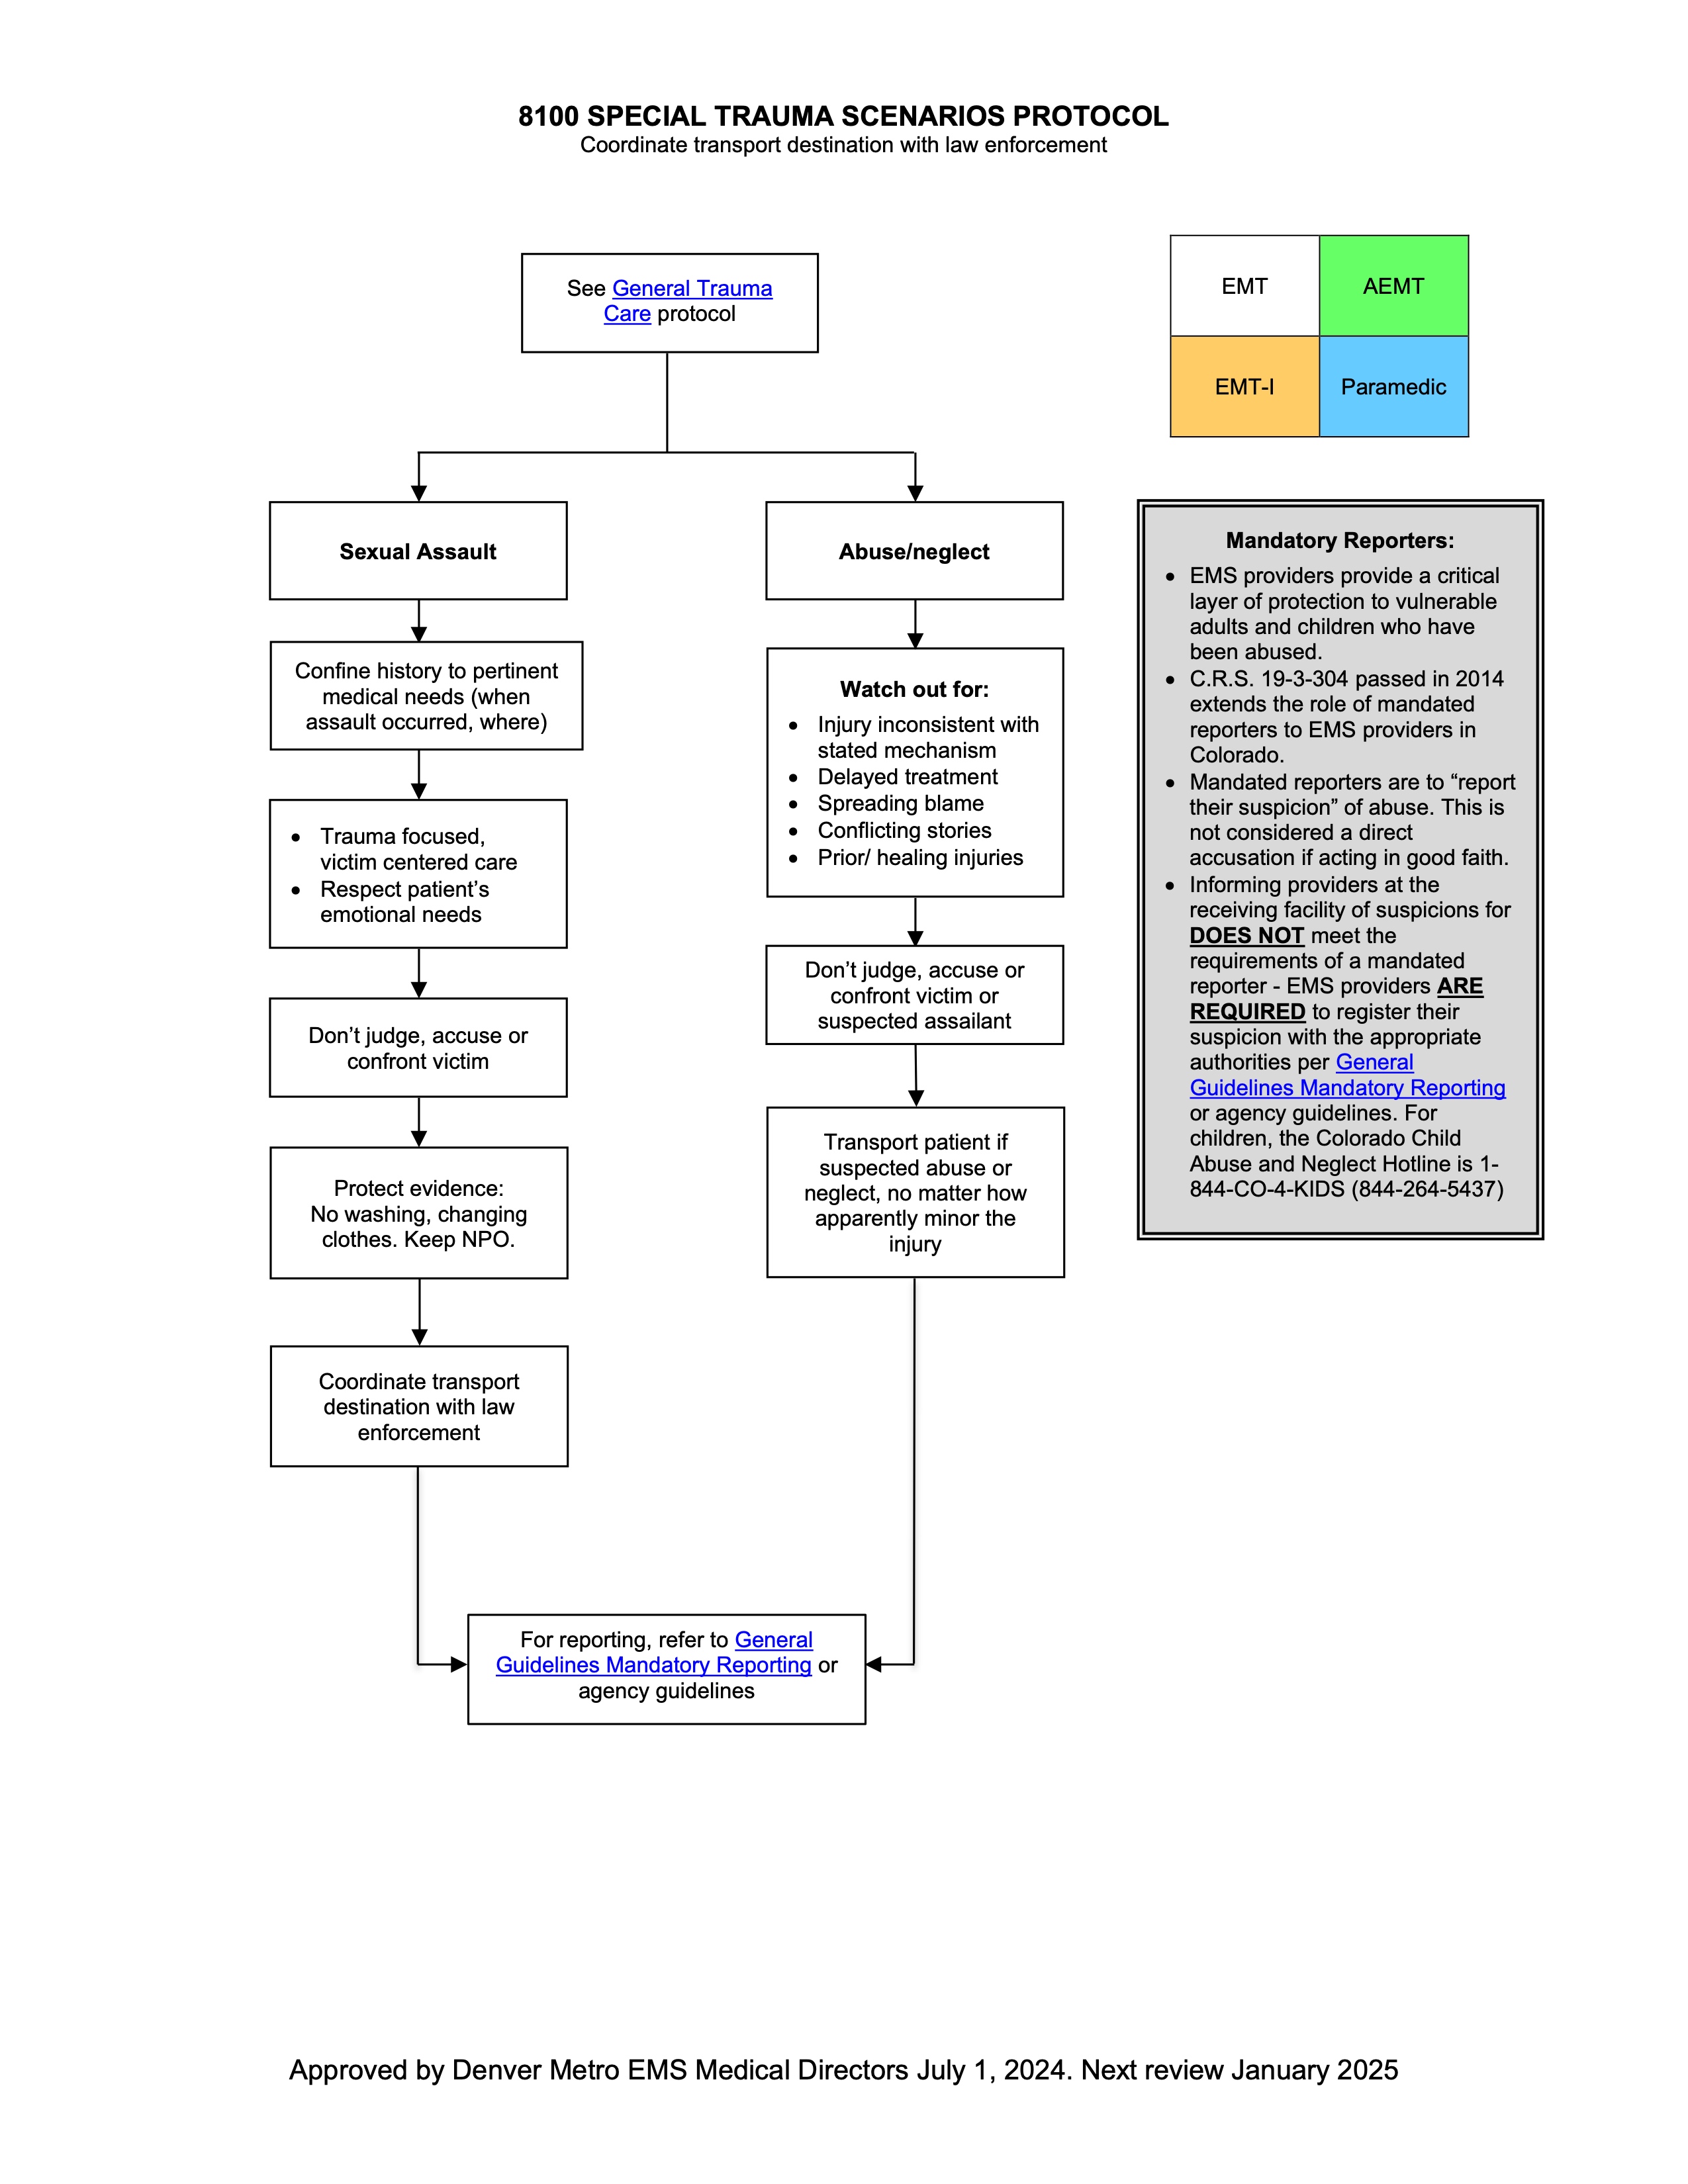 8100 SPECIAL TRAUMA SCENARIOS PROTOCOL
Coordinate transport destination with law enforcement
See General Trauma
Care protocol
EMT
AEMT
EMT-I
Paramedic
Sexual Assault
Confine history to pertinent
medical needs (when
assault occurred, where)
• Trauma focused,
victim centered care
• Respect patient’s
emotional needs
Don’t judge, accuse or
confront victim
Protect evidence:
No washing, changing
clothes. Keep NPO.
Coordinate transport
destination with law
enforcement
Abuse/neglect
Watch out for:
• Injury inconsistent with
stated mechanism
• Delayed treatment
• Spreading blame
• Conflicting stories
• Prior/ healing injuries
Don’t judge, accuse or
confront victim or
suspected assailant
Transport patient if
suspected abuse or
neglect, no matter how
apparently minor the
injury
For reporting, refer to General
Guidelines Mandatory Reporting or
agency guidelines
Mandatory Reporters:
• EMS providers provide a critical
layer of protection to vulnerable
adults and children who have
been abused.
• C.R.S. 19-3-304 passed in 2014
extends the role of mandated
reporters to EMS providers in
Colorado.
• Mandated reporters are to “report
their suspicion” of abuse. This is
not considered a direct
accusation if acting in good faith.
• Informing providers at the
receiving facility of suspicions for
DOES NOT meet the
requirements of a mandated
reporter - EMS providers ARE
REQUIRED to register their
suspicion with the appropriate
authorities per General
Guidelines Mandatory Reporting
or agency guidelines. For
children, the Colorado Child
Abuse and Neglect Hotline is 1-
844-CO-4-KIDS (844-264-5437)
Approved by Denver Metro EMS Medical Directors July 1, 2024. Next review January 2025